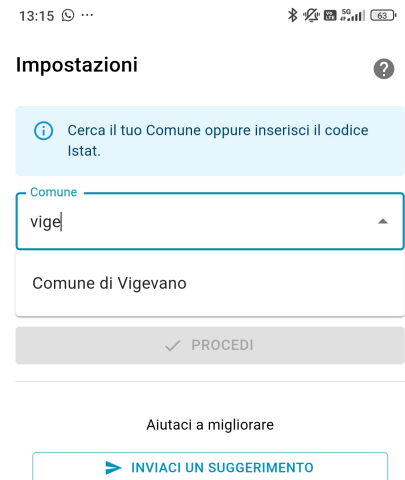 13:15 ...
5G 63
Impostazioni
Cerca il tuo Comune oppure inserisci il codice
Istat.
Comune
vige
Comune di Vigevano
PROCEDI
Aiutaci a migliorare
INVIACI UN SUGGERIMENTO